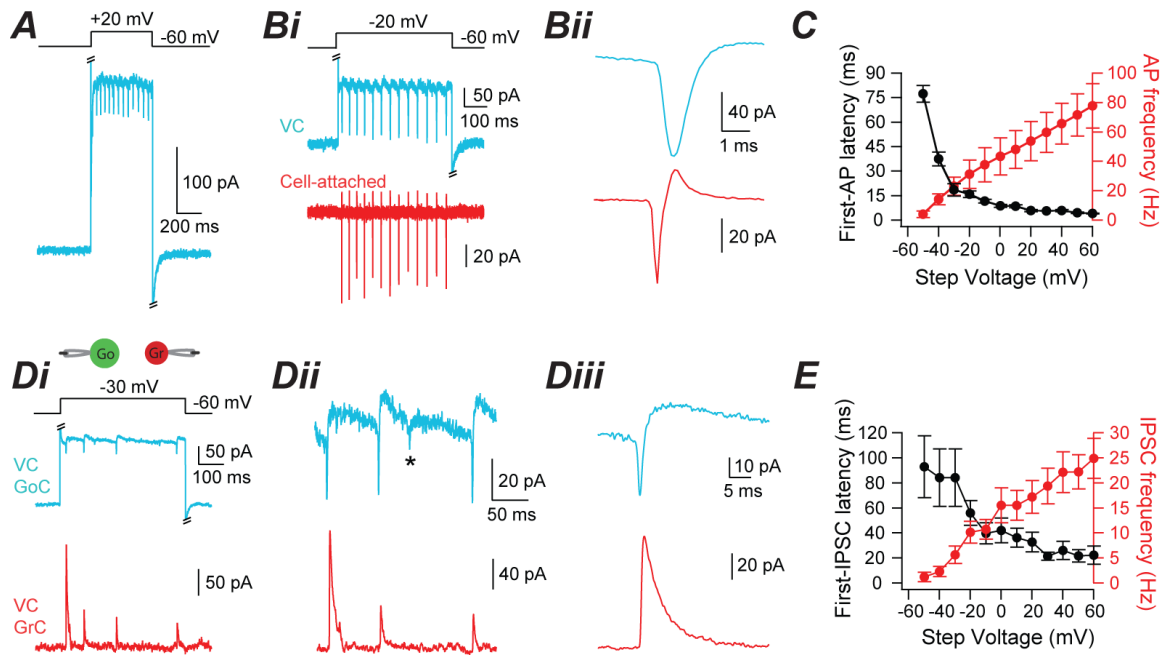 A
+20 mV
-60 mV
100 pA
200 ms
Bi
-20 mV
-60 mV
50 pA
100 ms
VC
Cell-attached
20 pA
Bii
40 pA
1 ms
20 pA
C
First-AP latency (ms)
90
75
60
45
30
15
0
-60 -40 -20 0 20 40 60
Step Voltage (mV)
100
80
60
40
20
0
AP frequency (Hz)
Go Gr
Di
-30 mV
-60 mV
50 pA
100 ms
VC
GoC
50 pA
VC
GrC
Dii
*
20 pA
50 ms
40 pA
Diii
10 pA
5 ms
20 pA
E
First-IPSC latency (ms)
120
100
80
60
40
20
0
-60 -40 -20 0 20 40 60
Step Voltage (mV)
30
25
20
15
10
5
0
IPSC frequency (Hz)